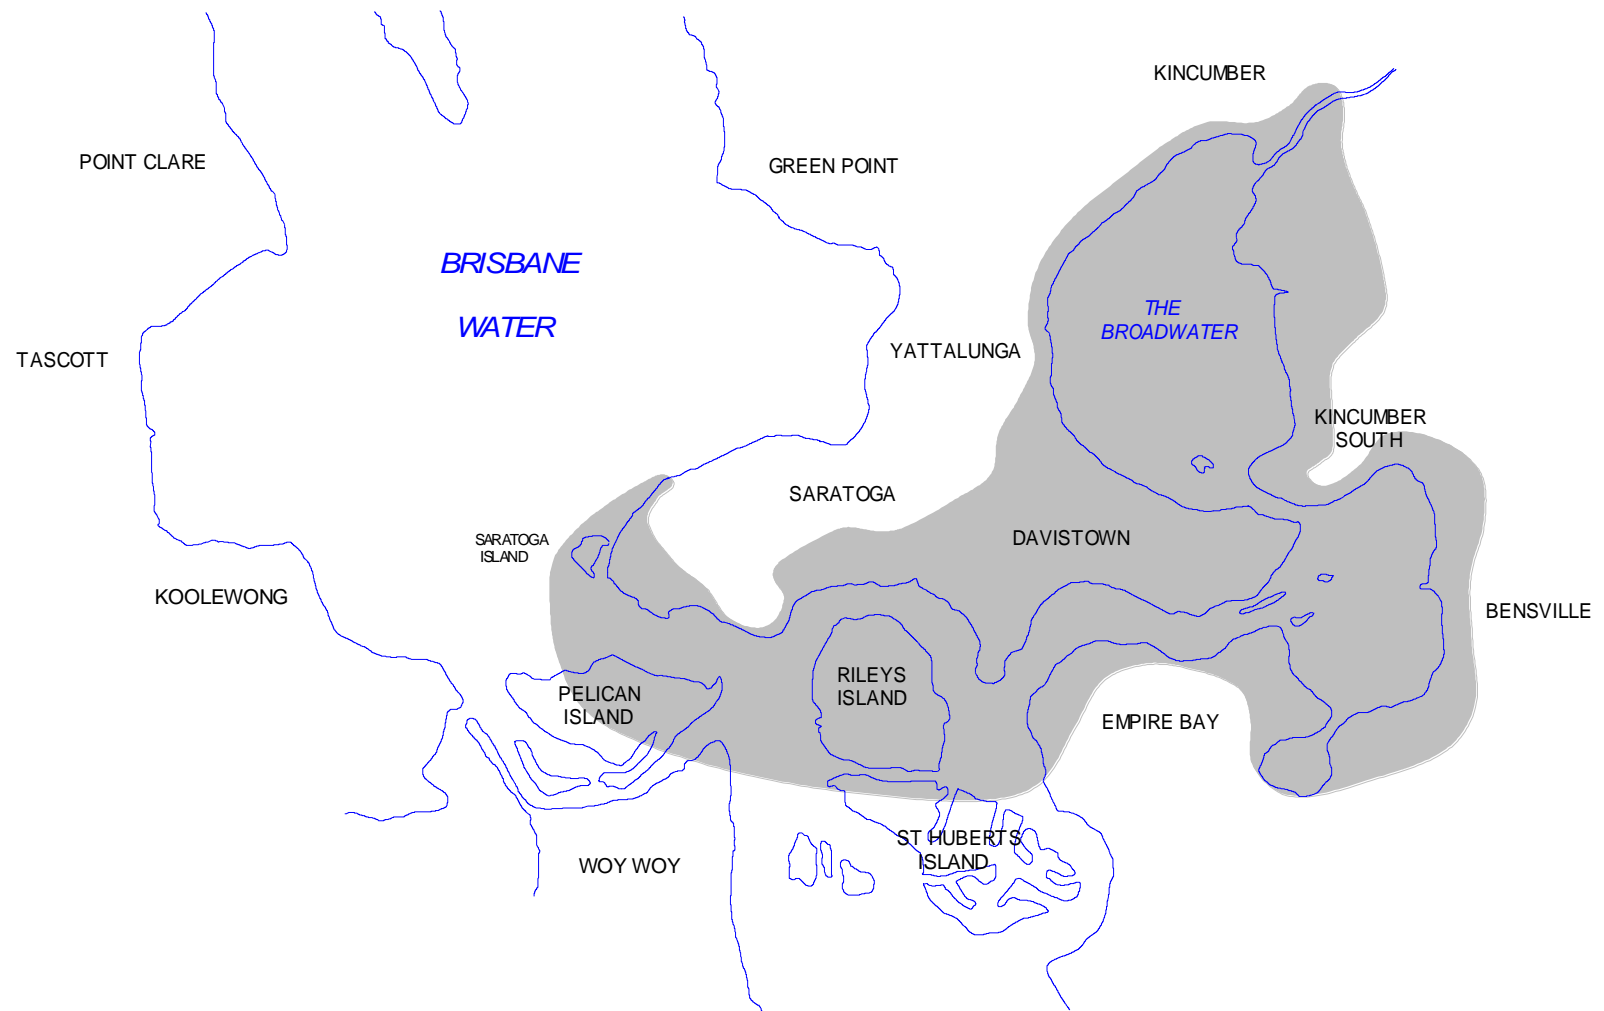 KINCUMBER
POINT CLARE
GREEN POINT
BRISBANE
WATER
THE
BROADWATER
TASCOTT
YATTALUNGA
KINCUMBER
SOUTH
SARATOGA
SARATOGA
ISLAND
DAVISTOWN
KOOLEWONG
BENSVILLE
RILEYS
ISLAND
PELICAN
ISLAND
EMPIRE BAY
ST HUBERTS
ISLAND
WOY WOY